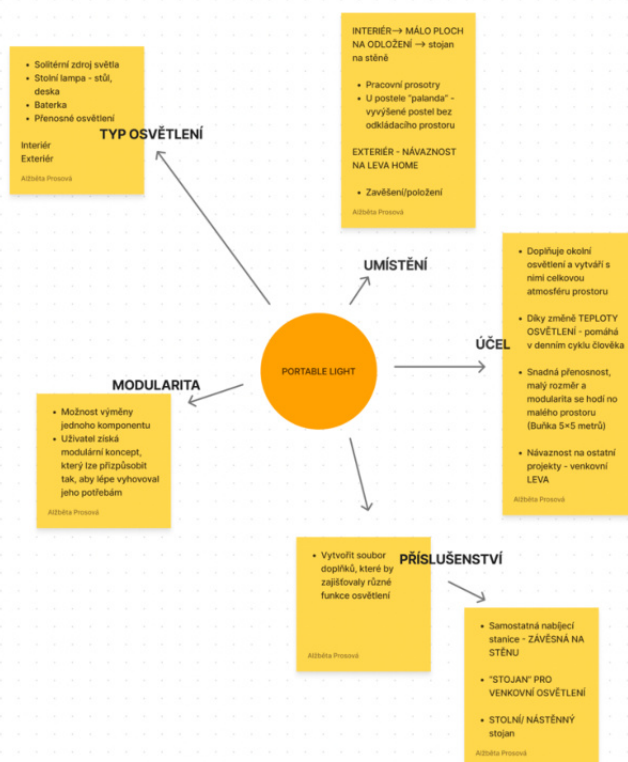 • Solitérní zdroj světla
• Stolní lampa - stůl,
deska
• Baterka
• Přenosné osvětlení
Interiér
Exteriér
Alžběta Prosová
TYP OSVĚTLENÍ
INTERIÉR→ MÁLO PLOCH
NA ODLOŽENÍ → stojan
na stěně
• Pracovní prosotry
• U postele "palanda" -
vyvýšené postel bez
odkládacího prostoru
EXTERIÉR - NÁVAZNOST
NA LEVA HOME
• Zavěšení/položení
Alžběta Prosová
UMÍSTĚNÍ
• Doplňuje okolní
osvětlení a vytváří s
nimi celkovou
atmosféru prostoru
• Díky změně TEPLOTY
OSVĚTLENÍ - pomáhá
v denním cyklu člověka
• Snadná přenosnost,
malý rozměr a
modularita se hodí no
malého prostoru
(Buňka 5×5 metrů)
• Návaznost na ostatní
projekty - venkovní
LEVA
Alžběta Prosová
ÚČEL
PORTABLE LIGHT
MODULARITA
• Možnost výměny
jednoho komponentu
• Uživatel získá
modulární koncept,
který lze přizpůsobit
tak, aby lépe vyhovoval
jeho potřebám
Alžběta Prosová
• Vytvořit soubor
doplňků, které by
zajišťovaly různé
funkce osvětlení
Alžběta Prosová
PŘÍSLUŠENSTVÍ
• Samostatná nabíjecí
stanice - ZÁVĚSNÁ NA
STĚNU
• "STOJAN" PRO
VENKOVNÍ OSVĚTLENÍ
• STOLNÍ/ NÁSTĚNNÝ
stojan
Alžběta Prosová